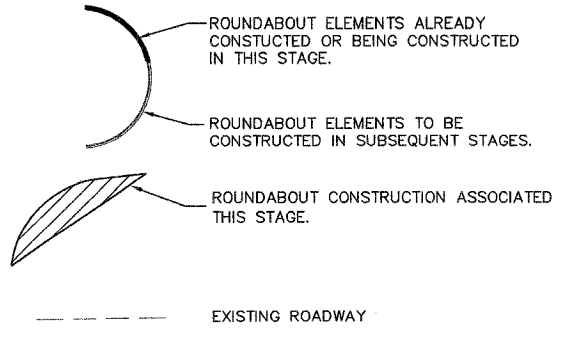 ROUNDABOUT ELEMENTS ALREADY
CONSTUCTED OR BEING CONSTRUCTED
IN THIS STAGE.
ROUNDABOUT ELEMENTS TO BE
CONSTRUCTED IN SUBSEQUENT STAGES.
ROUNDABOUT CONSTRUCTION ASSOCIATED
THIS STAGE.
EXISTING ROADWAY